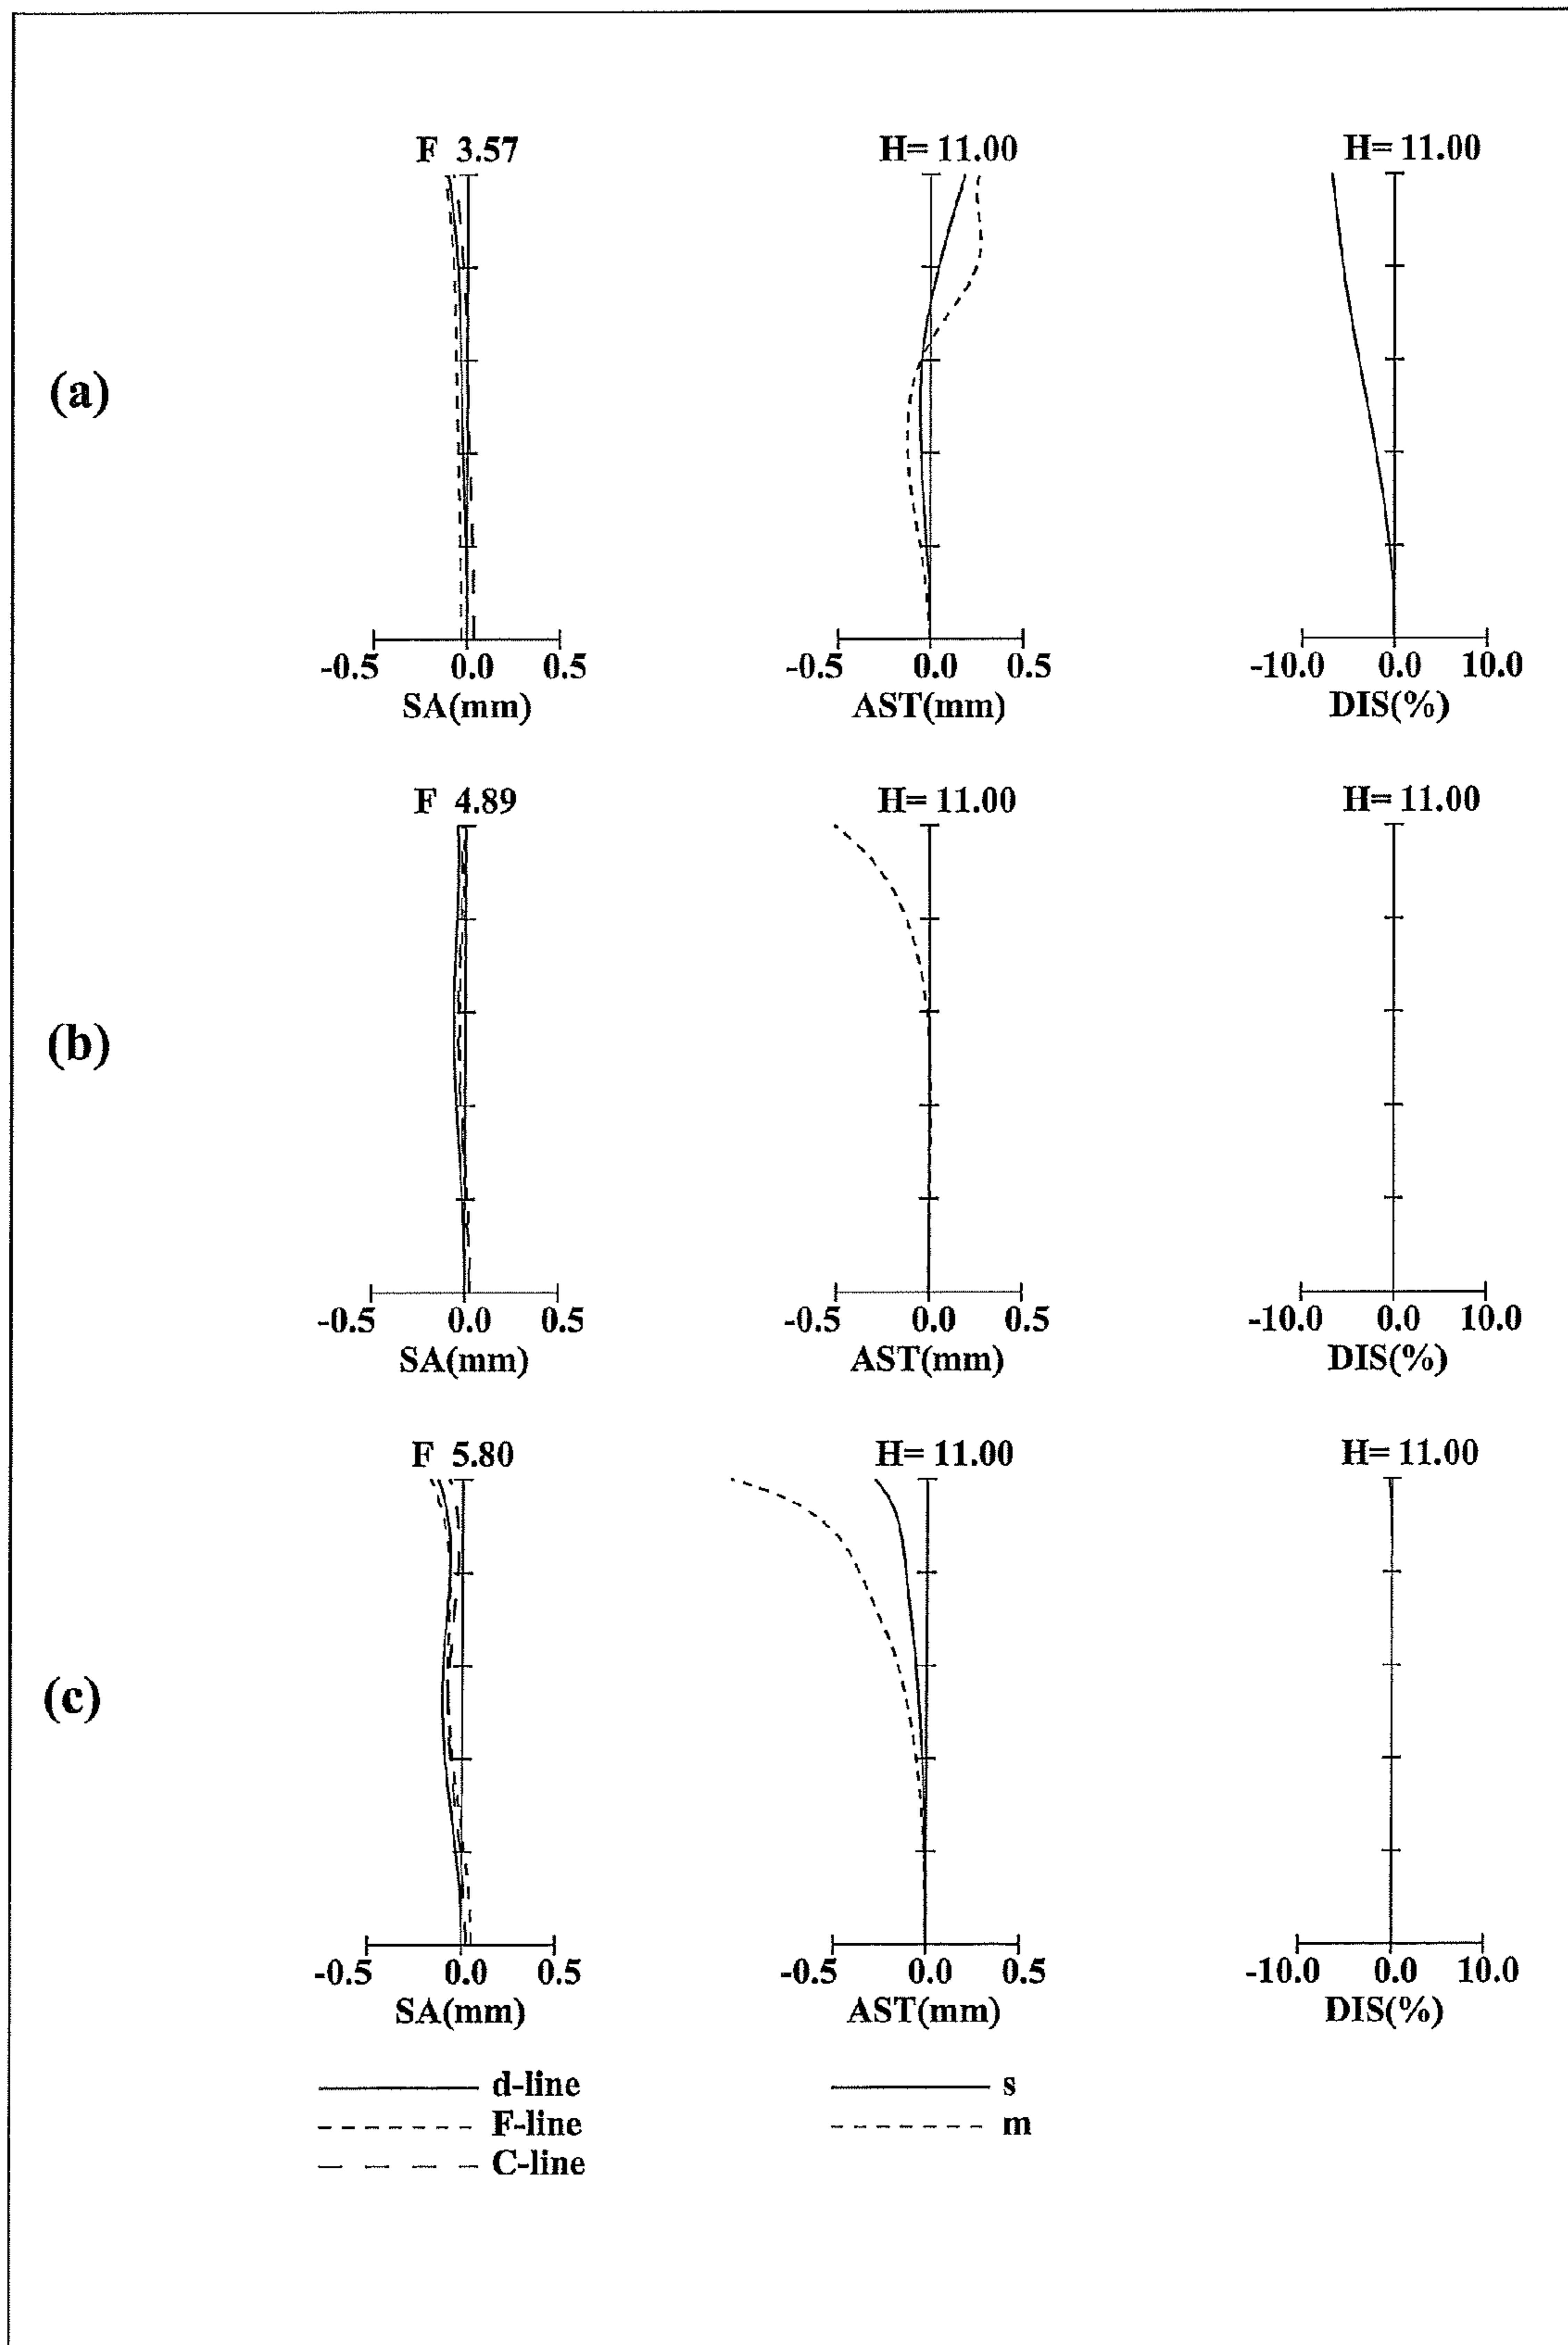 F 3.57 H= 11.00 H= 11.00
(a)
-0.5 0.0 0.5 -0.5 0.0 0.5 -10.0 0.0 10.0
SA(mm) AST(mm) DIS(%)
F 4.89 H= 11.00 H= 11.00
(b)
-0.5 0.0 0.5 -0.5 0.0 0.5 -10.0 0.0 10.0
SA(mm) AST(mm) DIS(%)
F 5.80 H= 11.00 H= 11.00
(c)
-0.5 0.0 0.5 -0.5 0.0 0.5 -10.0 0.0 10.0
SA(mm) AST(mm) DIS(%)
d-line s
F-line m
C-line